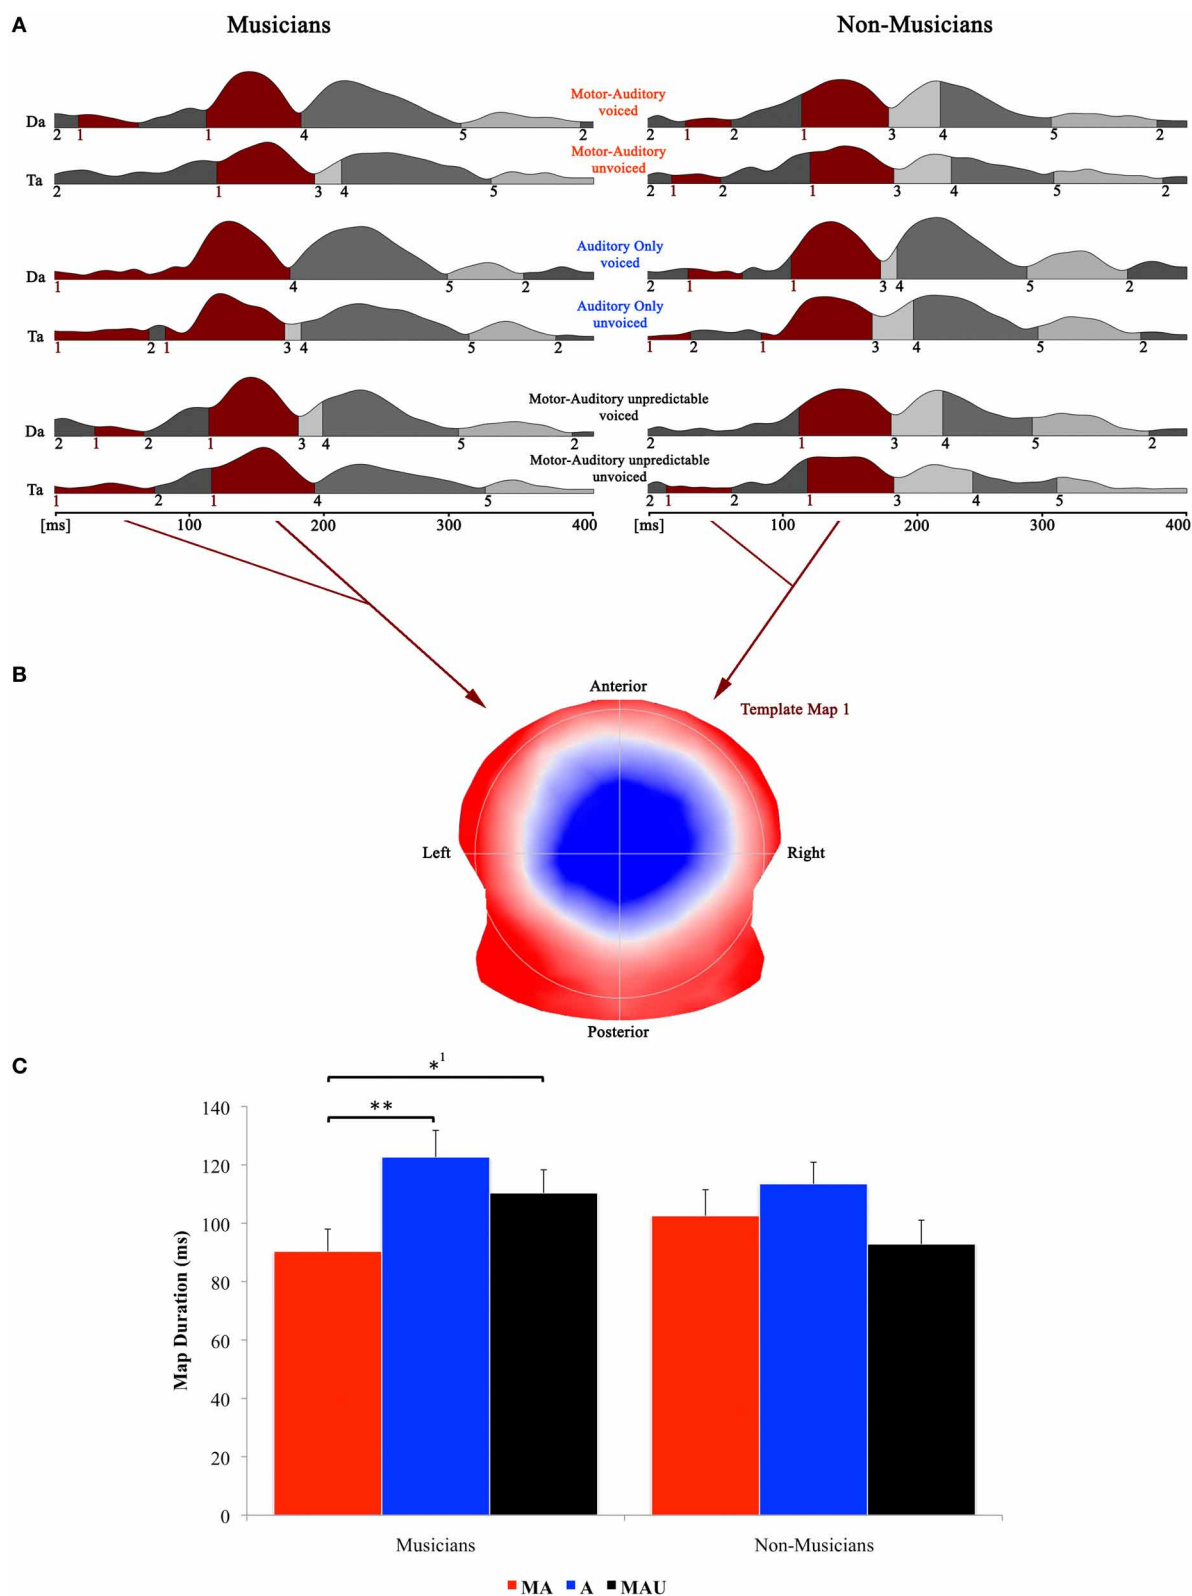 A
Musicians
Non-Musicians
Da
2 1 1 4 5 2
Motor-Auditory
voiced
2 1 2 1 3 4 5 2
Ta
2 1 3 4 5
Motor-Auditory
unvoiced
2 1 2 1 3 4 5 2
Da
1 4 5 2
Auditory Only
voiced
2 1 1 3 4 5 2
Ta
1 2 1 3 4 5 2
Auditory Only
unvoiced
1 2 1 3 4 5
Da
2 1 2 1 3 4 5 2
Motor-Auditory unpredictable
voiced
2 1 3 4 5 2
Ta
1 2 1 4 5
Motor-Auditory unpredictable
unvoiced
2 1 2 1 3 4 5
[ms] 100 200 300 400
[ms] 100 200 300 400
B
Anterior
Template Map 1
Left
Right
Posterior
C
*1
**
Map Duration (ms)
140
120
100
80
60
40
20
0
Musicians
Non-Musicians
MA A MAU